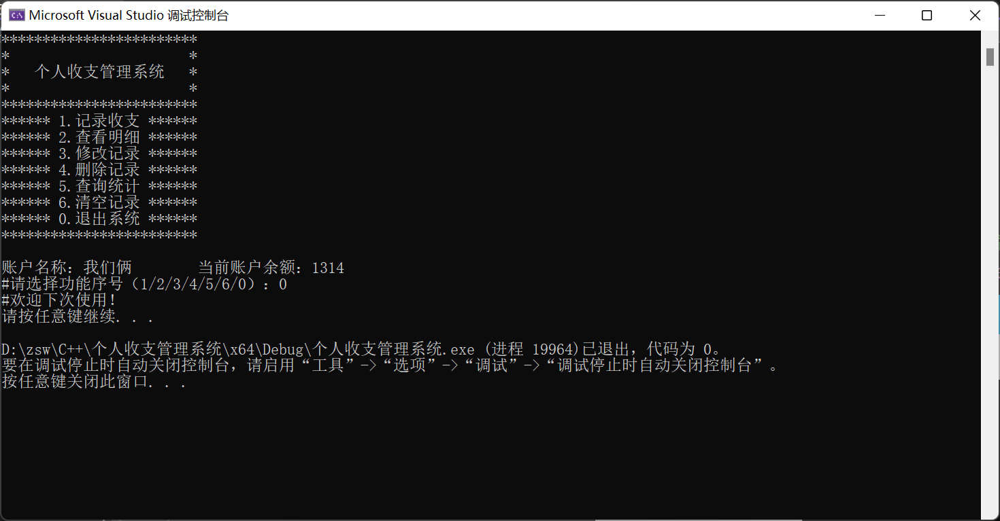 Microsoft Visual Studio 调试控制台
************************
*                      *
*   个人收支管理系统   *
*                      *
************************
****** 1.记录收支 ******
****** 2.查看明细 ******
****** 3.修改记录 ******
****** 4.删除记录 ******
****** 5.查询统计 ******
****** 6.清空记录 ******
****** 0.退出系统 ******
************************
账户名称：我们俩        当前账户余额：1314
#请选择功能序号（1/2/3/4/5/6/0）：0
#欢迎下次使用！
请按任意键继续. . .
D:\zsw\C++\个人收支管理系统\x64\Debug\个人收支管理系统.exe (进程 19964)已退出，代码为 0。
要在调试停止时自动关闭控制台，请启用“工具”->“选项”->“调试”->“调试停止时自动关闭控制台”。
按任意键关闭此窗口. . .